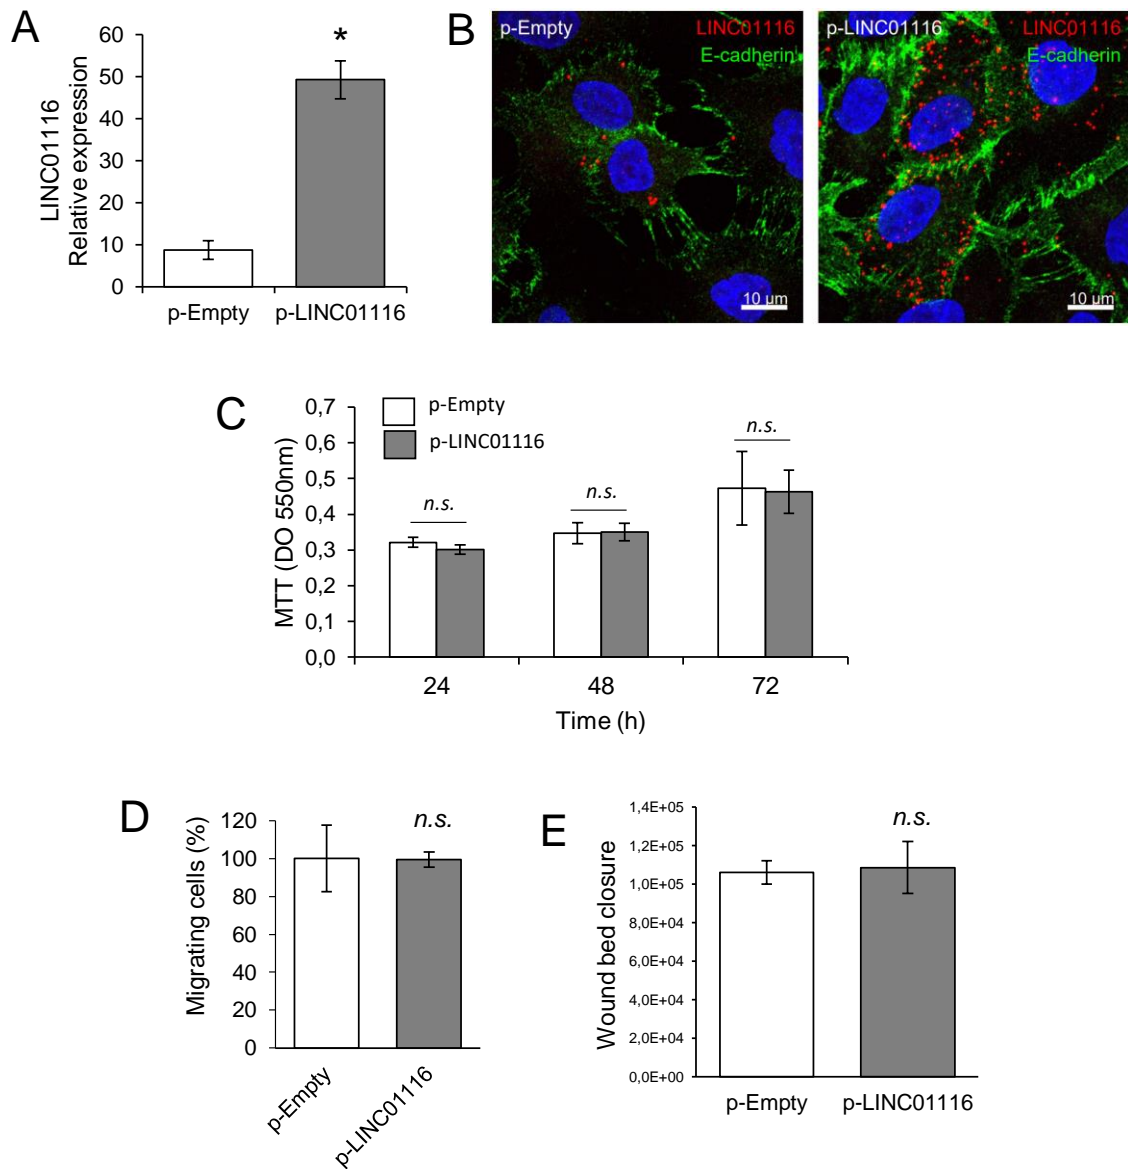 A
LINC01116
Relative expression
60
50
40
30
20
10
0
*
p-Empty
p-LINC01116
B
p-Empty
LINC01116
E-cadherin
10 µm
p-LINC01116
LINC01116
E-cadherin
10 µm
C
MTT (DO 550nm)
0,7
0,6
0,5
0,4
0,3
0,2
0,1
0,0
p-Empty
p-LINC01116
n.s.
n.s.
n.s.
24
48
72
Time (h)
D
Migrating cells (%)
120
100
80
60
40
20
0
n.s.
p-Empty
p-LINC01116
E
Wound bed closure
1,4E+05
1,2E+05
1,0E+05
8,0E+04
6,0E+04
4,0E+04
2,0E+04
0,0E+00
n.s.
p-Empty
p-LINC01116